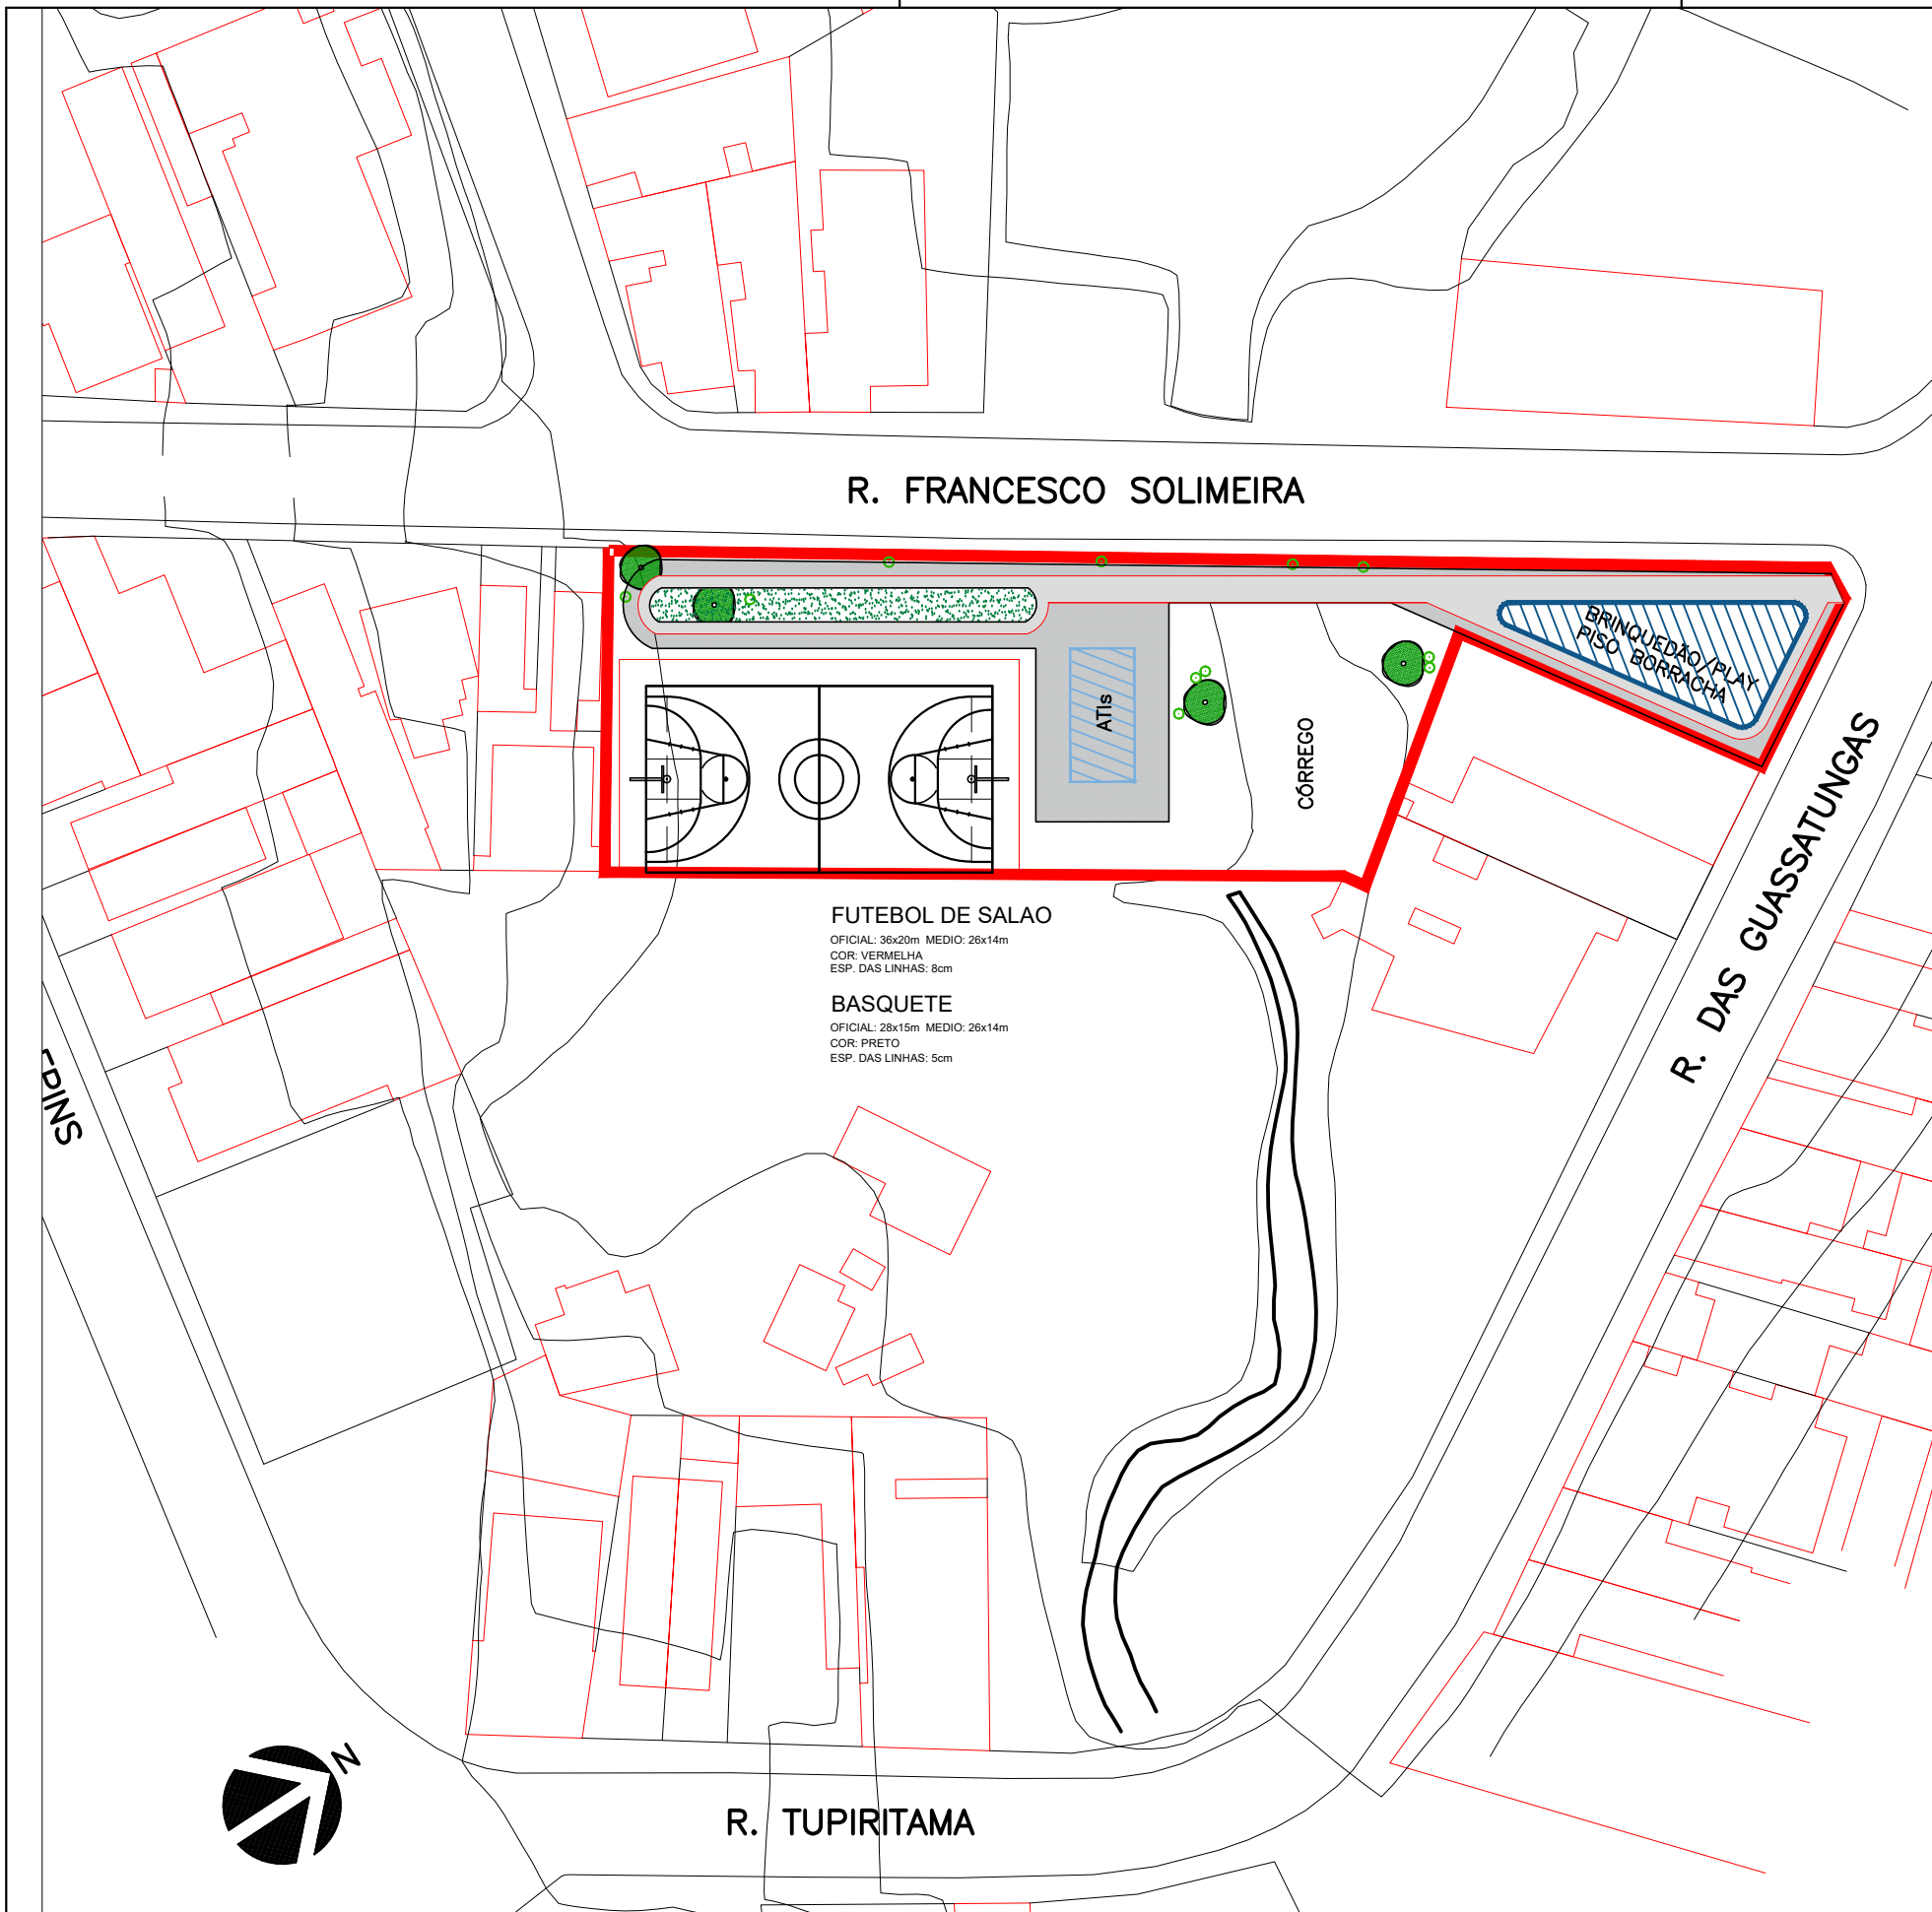 R. FRANCESCO SOLIMEIRA
BRINQUEDÃO/PLAY
PISO BORRACHA
ATIs
CÓRREGO
R. DAS GUASSATUNGAS
FUTEBOL DE SALAO
OFICIAL: 36x20m MEDIO: 26x14m
COR: VERMELHA
ESP. DAS LINHAS: 8cm
BASQUETE
OFICIAL: 28x15m MEDIO: 26x14m
COR: PRETO
ESP. DAS LINHAS: 5cm
N
R. TUPIRITAMA